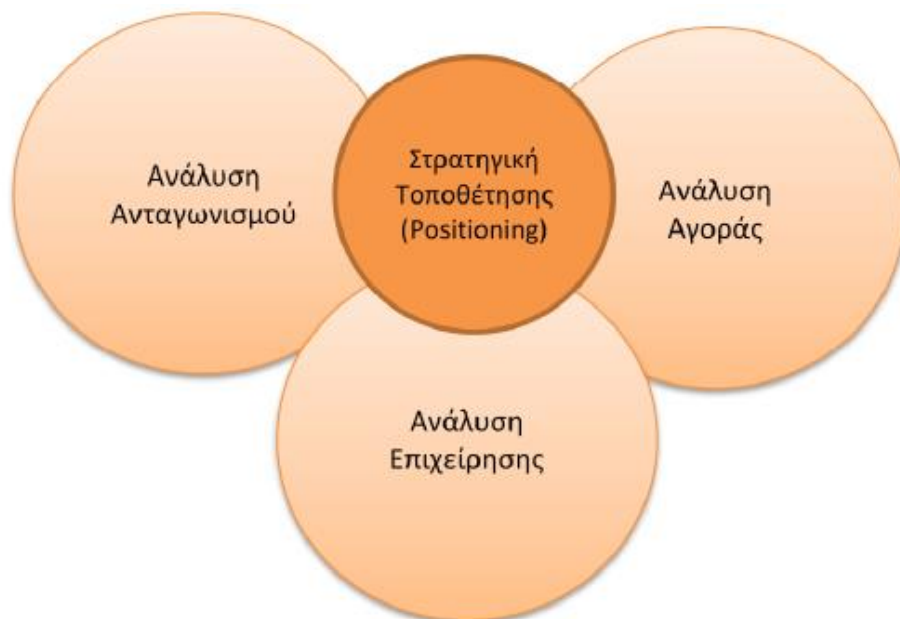 Ανάλυση
Ανταγωνισμού
Στρατηγική
Τοποθέτησης
(Positioning)
Ανάλυση
Αγοράς
Ανάλυση
Επιχείρησης